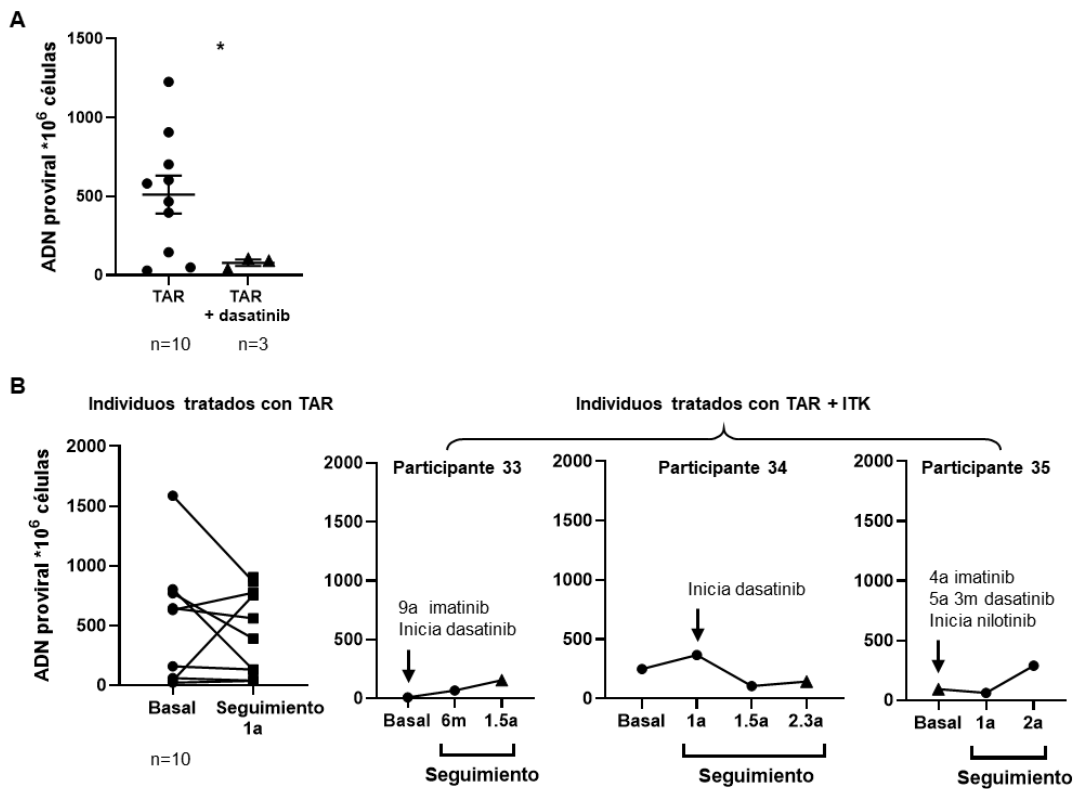 A
1500
*
1000
500
0
ADN proviral *10⁶ células
TAR
TAR
+ dasatinib
n=10
n=3
B
Individuos tratados con TAR
Individuos tratados con TAR + ITK
2000
1500
1000
500
0
ADN proviral *10⁶ células
Basal
Seguimiento
1a
n=10
2000
1500
1000
500
0
Participante 33
9a imatinib
Inicia dasatinib
Basal
6m
1.5a
Seguimiento
2000
1500
1000
500
0
Participante 34
Inicia dasatinib
Basal
1a
1.5a
2.3a
Seguimiento
2000
1500
1000
500
0
Participante 35
4a imatinib
5a 3m dasatinib
Inicia nilotinib
Basal
1a
2a
Seguimiento